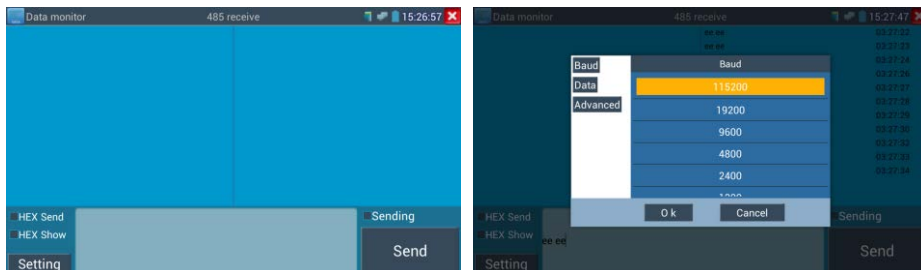 Data monitor 485 receive 15:26:57
HEX Send
HEX Show
Setting
Sending
Send
Data monitor 485 receive 15:27:47
ee ee 03:27:22
ee ee 03:27:23
03:27:24
03:27:26
03:27:27
03:27:28
03:27:29
03:27:30
03:27:33
03:27:33
03:27:34
Baud
Data
Advanced
Baud
115200
19200
9600
4800
2400
1200
Ok Cancel
HEX Send
HEX Show
ee ee
Setting
Sending
Send